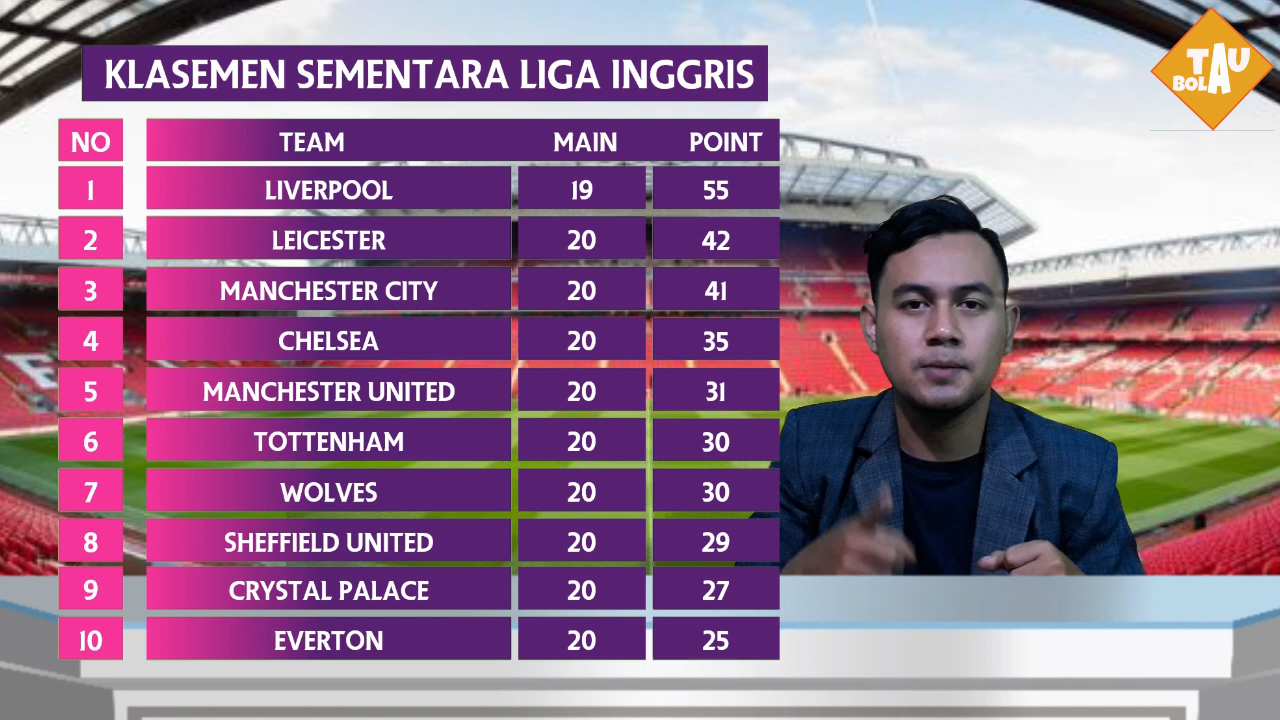 KLASEMEN SEMENTARA LIGA INGGRIS
TAU
BOLA
NO TEAM MAIN POINT
1 LIVERPOOL 19 55
2 LEICESTER 20 42
3 MANCHESTER CITY 20 41
4 CHELSEA 20 35
5 MANCHESTER UNITED 20 31
6 TOTTENHAM 20 30
7 WOLVES 20 30
8 SHEFFIELD UNITED 20 29
9 CRYSTAL PALACE 20 27
10 EVERTON 20 25